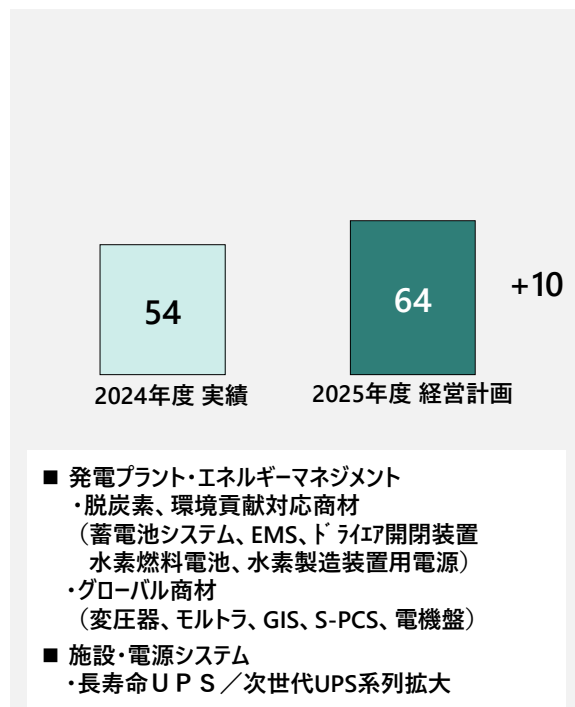 54
64
+10
2024年度 実績
2025年度 経営計画
■ 発電プラント・エネルギーマネジメント
・脱炭素、環境貢献対応商材
（蓄電池システム、EMS、ﾄﾞﾗｲｴｱ開閉装置
水素燃料電池、水素製造装置用電源）
・グローバル商材
（変圧器、モルトラ、GIS、S-PCS、電機盤）
■ 施設・電源システム
・長寿命ＵＰＳ／次世代UPS系列拡大